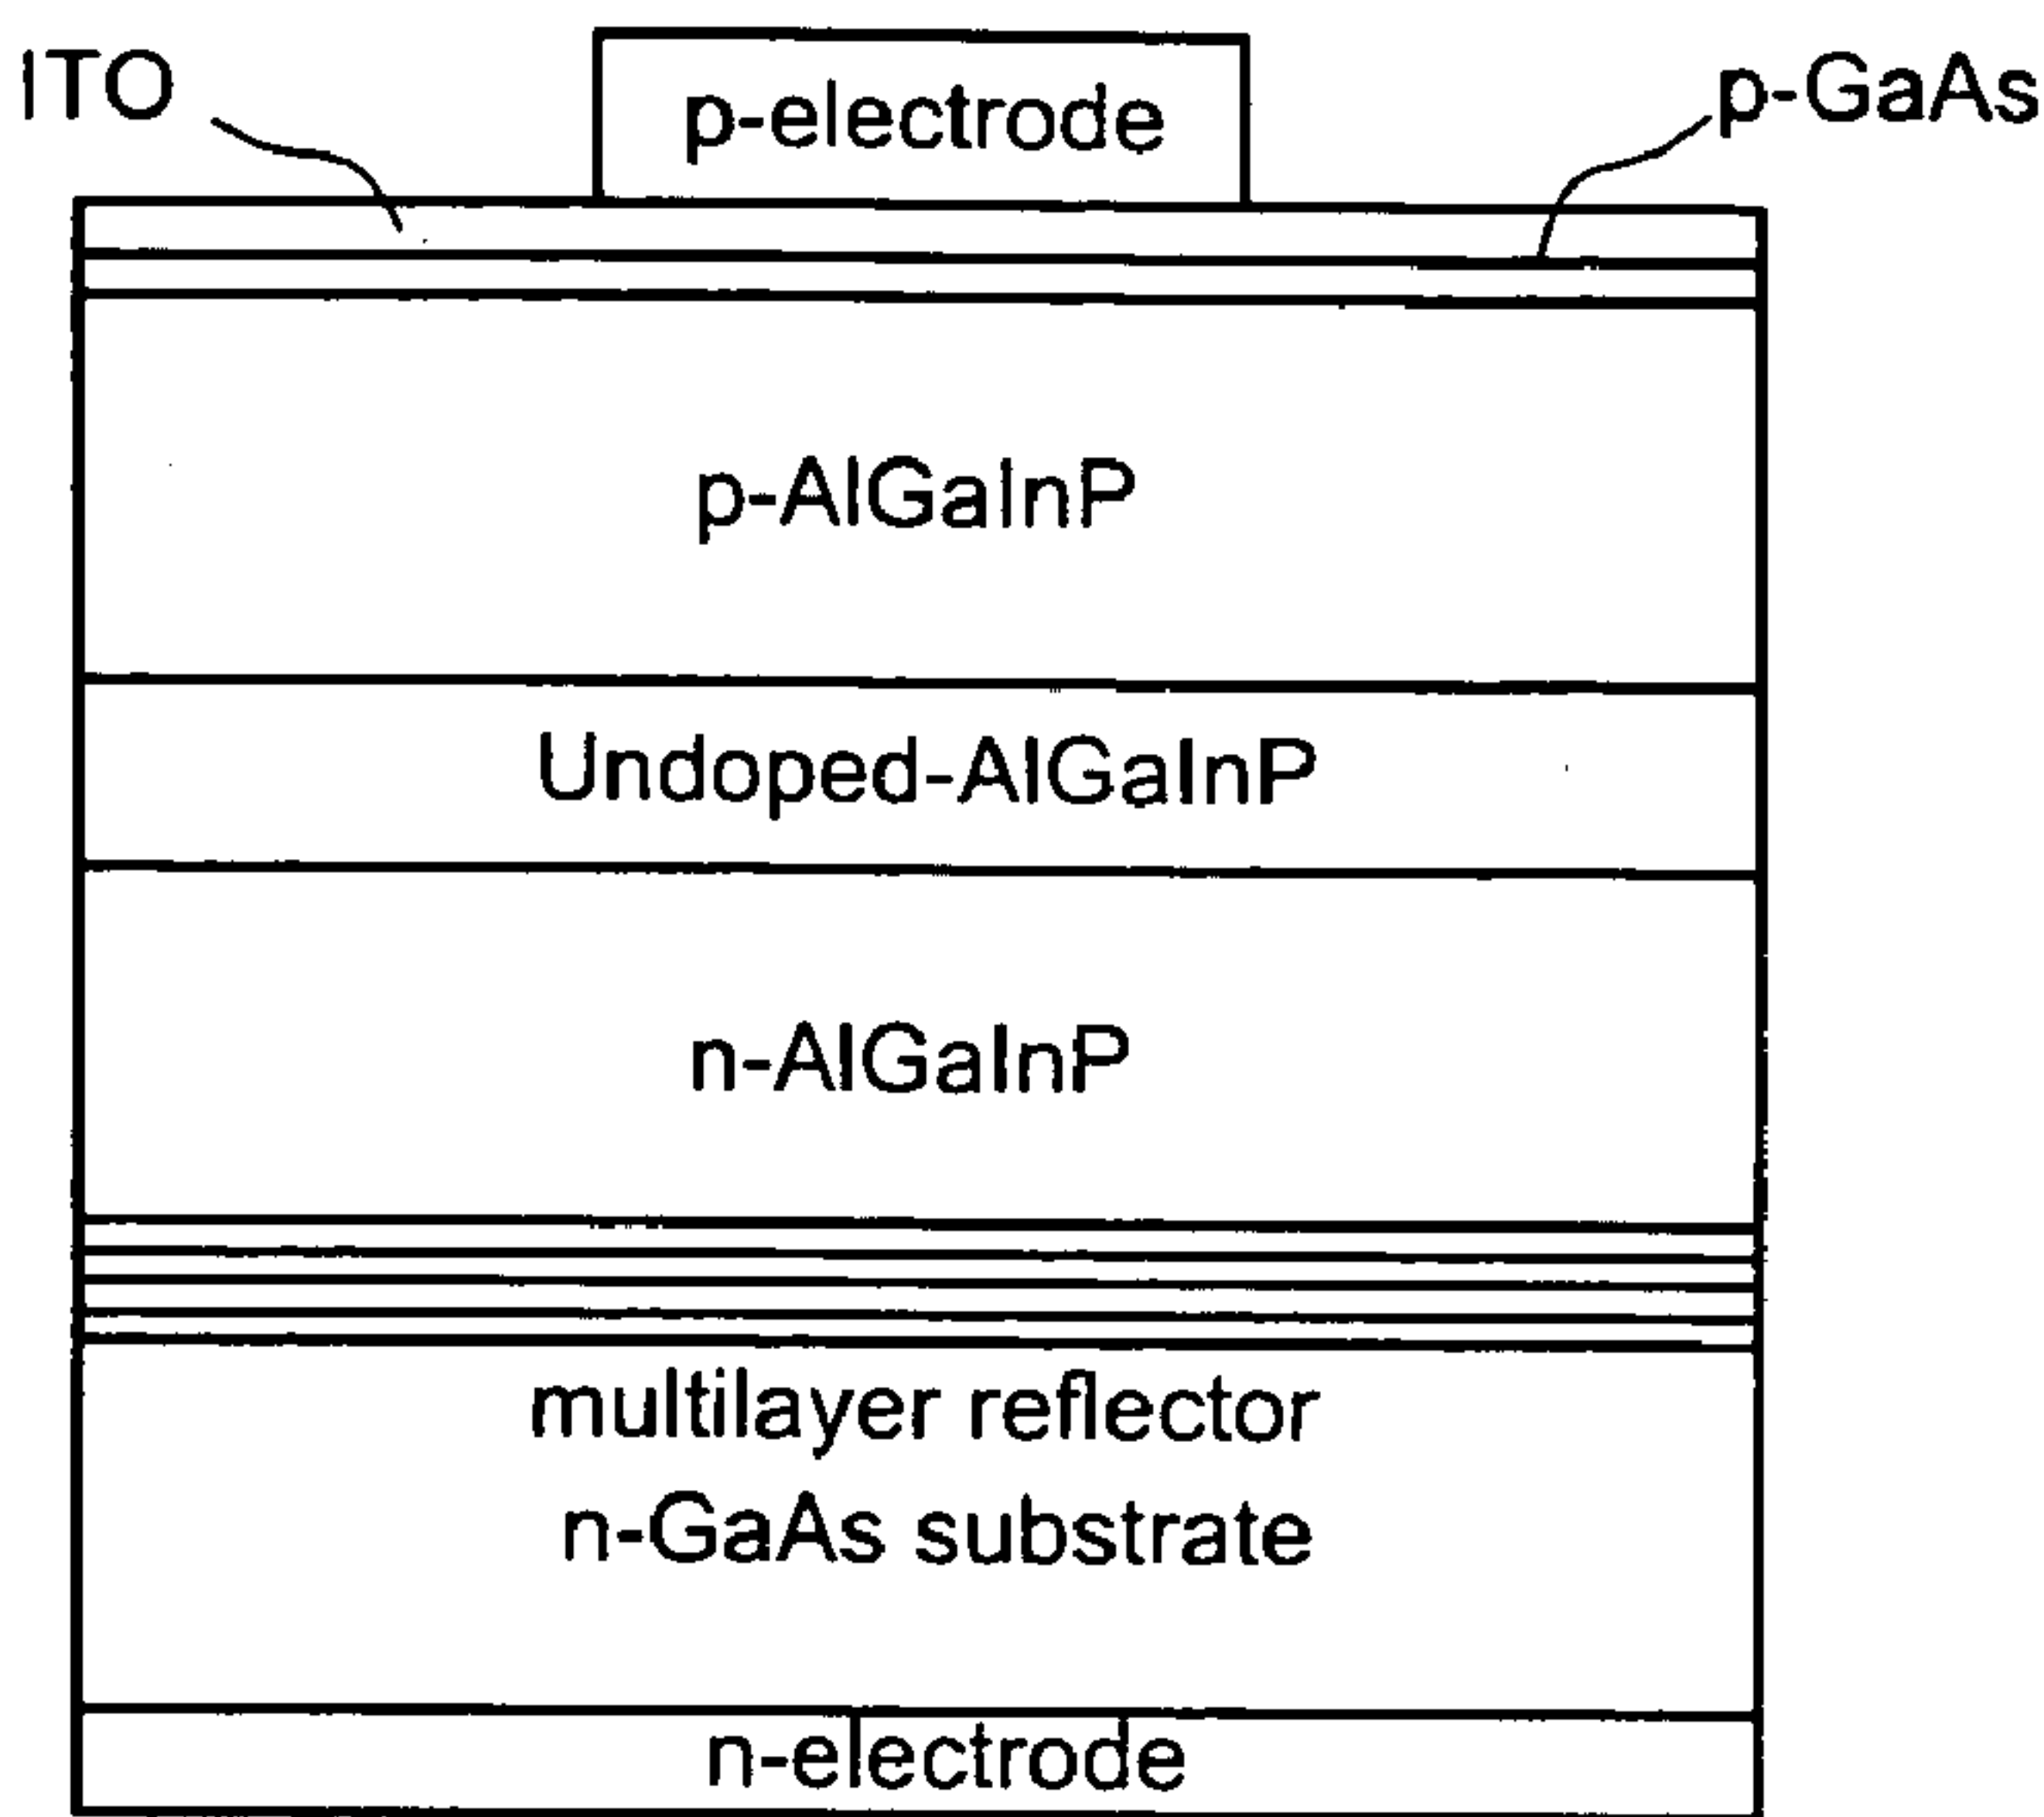 ITO
p-electrode
p-GaAs
p-AlGaInP
Undoped-AlGaInP
n-AlGaInP
multilayer reflector
n-GaAs substrate
n-electrode